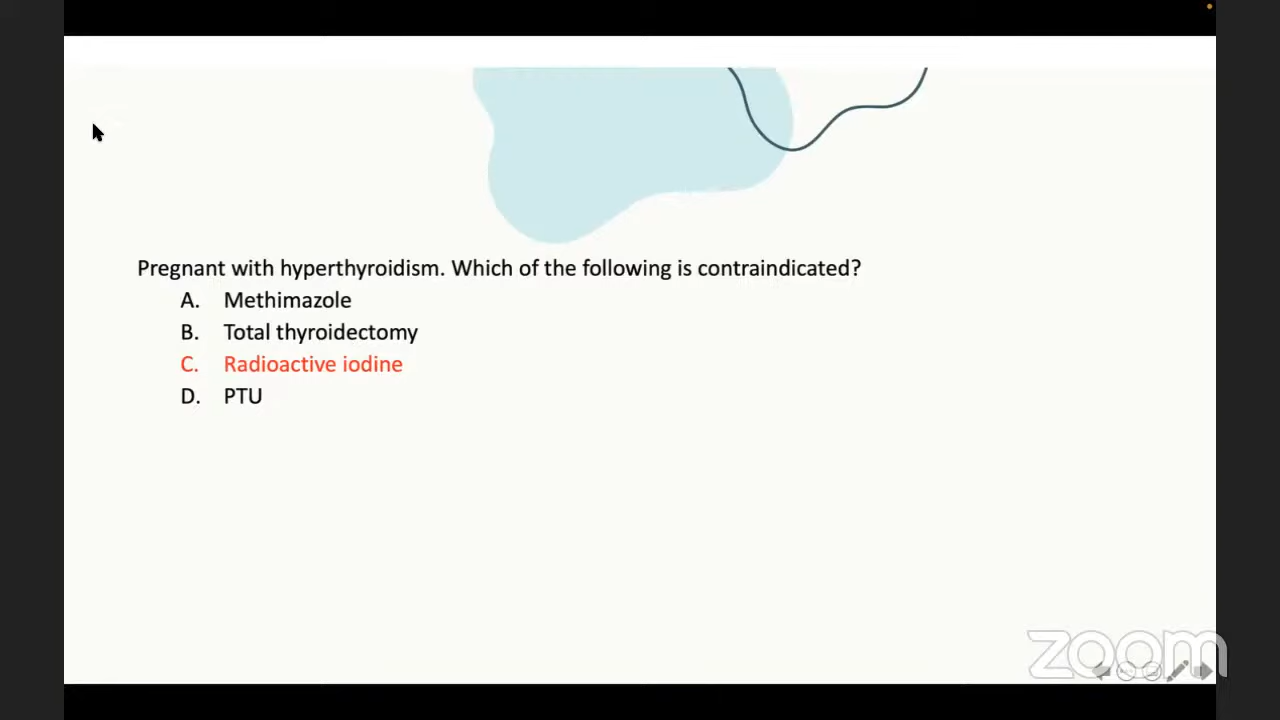 Pregnant with hyperthyroidism. Which of the following is contraindicated?
A. Methimazole
B. Total thyroidectomy
C. Radioactive iodine
D. PTU
zoom